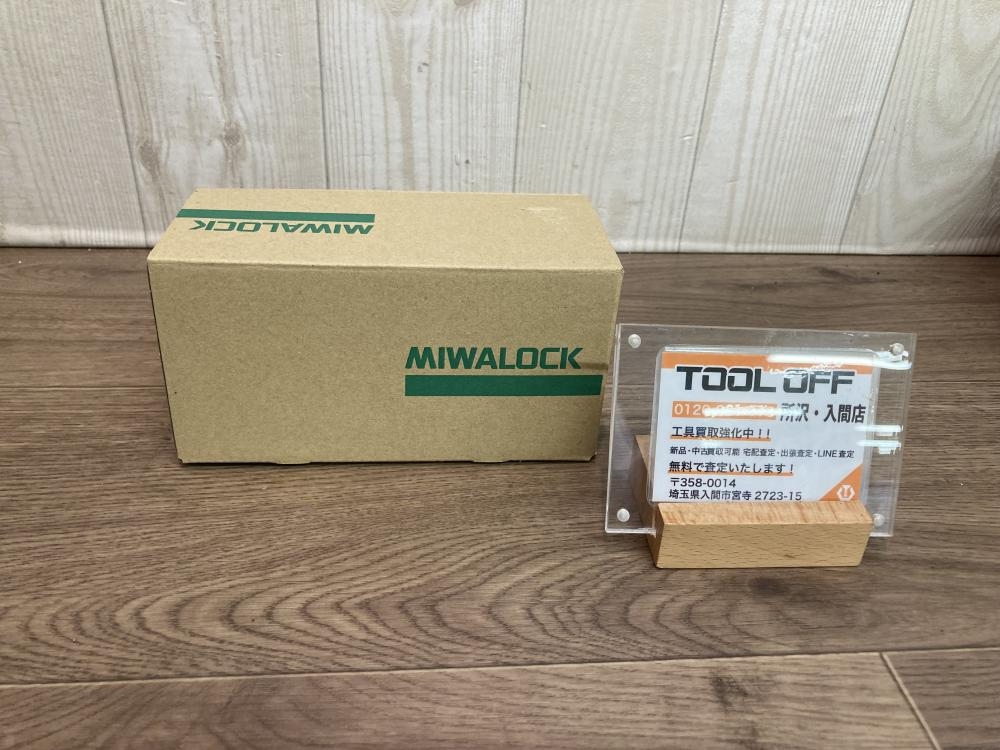 MIWALOCK
MIWALOCK
TOOL OFF
0120 所沢・入間店
工具買取強化中!!
新品・中古買取可能 宅配査定・出張査定・LINE査定
無料で査定いたします!
〒358-0014
埼玉県入間市宮寺 2723-15